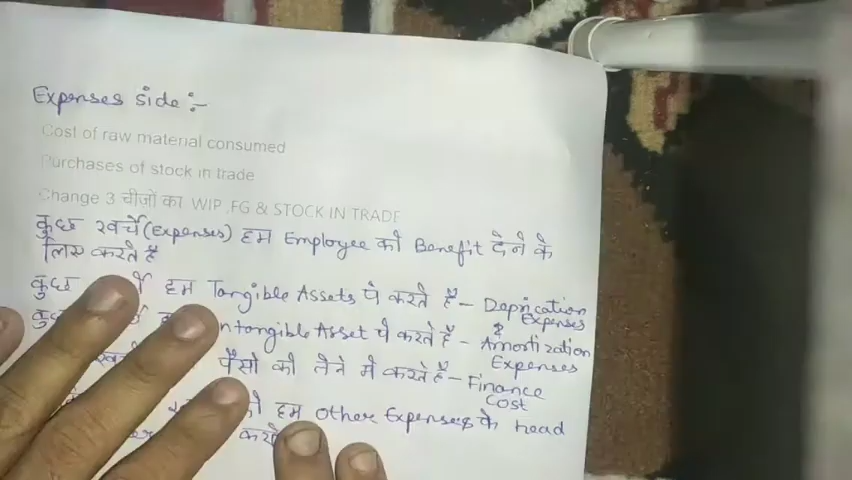 Expenses side :-
Cost of raw material consumed
Purchases of stock in trade
Change 3 चीज़ों का WIP ,FG & STOCK IN TRADE
कुछ खर्चे (Expenses) हम Employee को Benefit देने के
लिए करते है
कुछ हम Tangible Assets पे करते हैं - Deprication
Expenses
& 
ntangible Asset पे करते हैं - Amortization
Expenses
पैसो को लेने मे करते हैं - Finance
cost
को हम Other Expenses के head